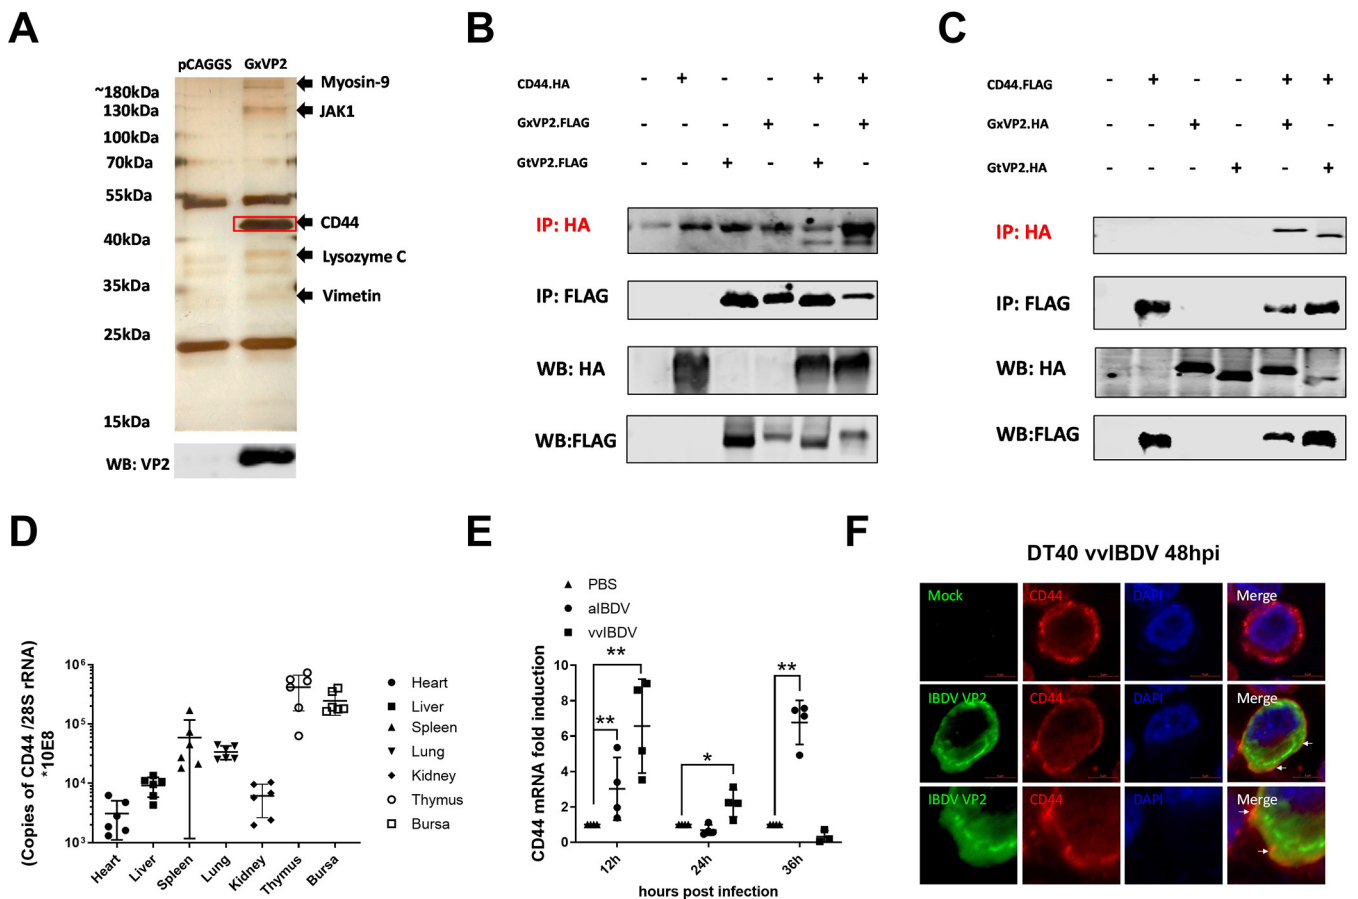 A
pCAGGS GxVP2
~180kDa
130kDa
100kDa
70kDa
55kDa
40kDa
35kDa
25kDa
15kDa
Myosin-9
JAK1
CD44
Lysozyme C
Vimetin
WB: VP2
B
CD44.HA - + - - + +
GxVP2.FLAG - - - + - +
GtVP2.FLAG - - + - + -
IP: HA
IP: FLAG
WB: HA
WB:FLAG
C
CD44.FLAG - + - - + +
GxVP2.HA - - + - + -
GtVP2.HA - - - + - +
IP: HA
IP: FLAG
WB: HA
WB:FLAG
D
(Copies of CD44 /28S rRNA)
*10E8
10⁶
10⁵
10⁴
10³
Heart
Liver
Spleen
Lung
Kidney
Thymus
Bursa
Heart
Liver
Spleen
Lung
Kidney
Thymus
Bursa
E
PBS
aIBDV
vvIBDV
CD44 mRNA fold induction
10
8
6
4
2
0
**
**
*
**
12h
24h
36h
hours post infection
F
DT40 vvIBDV 48hpi
Mock CD44 DAPI Merge
IBDV VP2 CD44 DAPI Merge
IBDV VP2 CD44 DAPI Merge